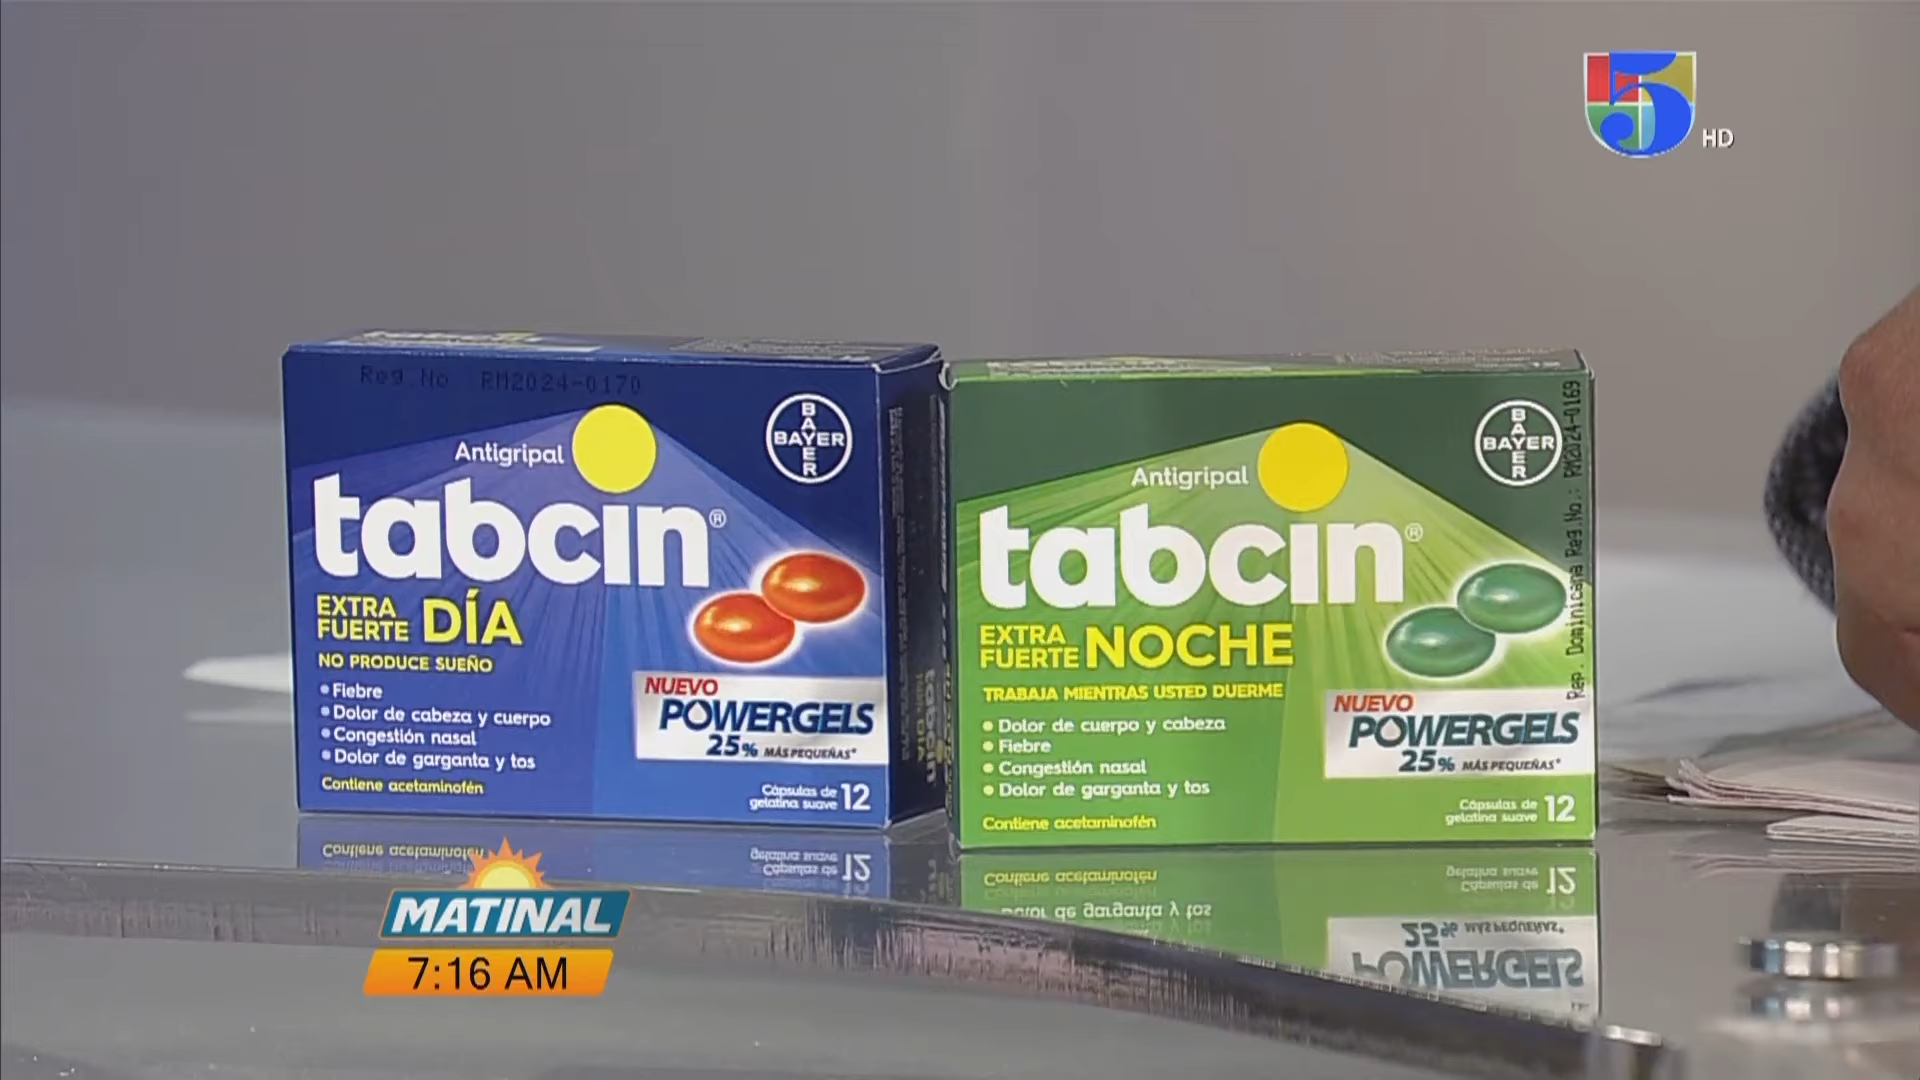 5
HD
Reg.No RM2024-0170
Antigripal
BAYER
BAYER
tabcin®
EXTRA
FUERTE DÍA
NO PRODUCE SUEÑO
Fiebre
Dolor de cabeza y cuerpo
Congestión nasal
Dolor de garganta y tos
Contiene acetaminofén
NUEVO
POWERGELS
25% MÁS PEQUEÑAS*
Cápsulas de
gelatina suave 12
Antigripal
BAYER
BAYER
tabcin®
EXTRA
FUERTE NOCHE
TRABAJA MIENTRAS USTED DUERME
Dolor de cuerpo y cabeza
Fiebre
Congestión nasal
Dolor de garganta y tos
Contiene acetaminofén
NUEVO
POWERGELS
25% MÁS PEQUEÑAS*
Cápsulas de
gelatina suave 12
Rep. Dominicana Reg.No.: RM2024-0169
tabcin
MATINAL
7:16 AM